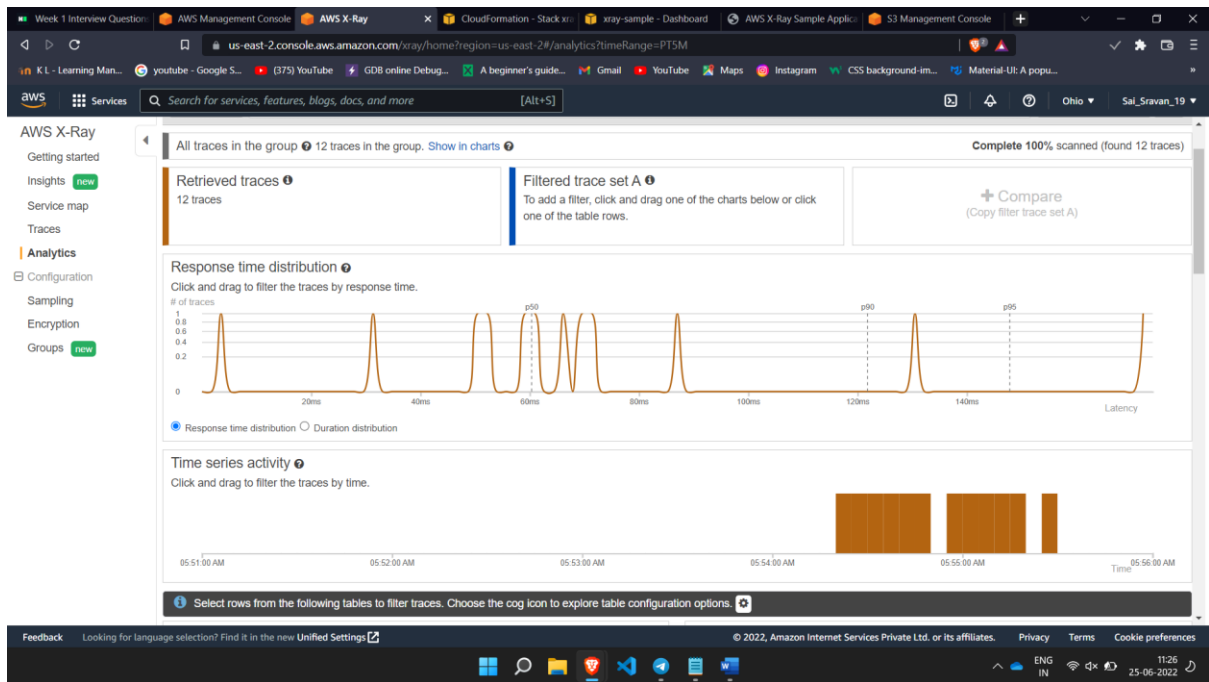 Week 1 Interview Question
AWS Management Console
AWS X-Ray
CloudFormation - Stack xra
xray-sample - Dashboard
AWS X-Ray Sample Applica
S3 Management Console
us-east-2.console.aws.amazon.com/xray/home?region=us-east-2#/analytics?timeRange=PT5M
K L - Learning Man...
youtube - Google S...
(375) YouTube
GDB online Debug...
A beginner's guide...
Gmail
YouTube
Maps
Instagram
CSS background-im...
Material-UI: A popu...
aws
Services
Search for services, features, blogs, docs, and more
[Alt+S]
Ohio
Sai_Sravan_19
AWS X-Ray
Getting started
Insights new
Service map
Traces
Analytics
Configuration
Sampling
Encryption
Groups new
All traces in the group 12 traces in the group. Show in charts
Complete 100% scanned (found 12 traces)
Retrieved traces
12 traces
Filtered trace set A
To add a filter, click and drag one of the charts below or click
one of the table rows.
Compare
(Copy filter trace set A)
Response time distribution
Click and drag to filter the traces by response time.
# of traces
p50
p90
p95
1
0.8
0.6
0.4
0.2
0
20ms
40ms
60ms
80ms
100ms
120ms
140ms
Latency
Response time distribution
Duration distribution
Time series activity
Click and drag to filter the traces by time.
05:51:00 AM
05:52:00 AM
05:53:00 AM
05:54:00 AM
05:55:00 AM
05:56:00 AM
Time
Select rows from the following tables to filter traces. Choose the cog icon to explore table configuration options.
Feedback
Looking for language selection? Find it in the new Unified Settings
© 2022, Amazon Internet Services Private Ltd. or its affiliates.
Privacy
Terms
Cookie preferences
ENG
IN
11:26
25-06-2022